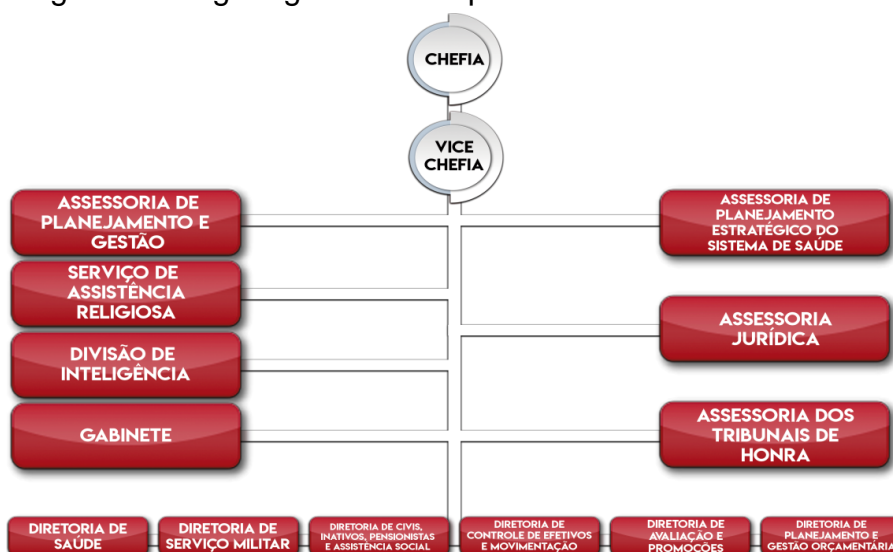 CHEFIA
VICE
CHEFIA
ASSESSORIA DE
PLANEJAMENTO E
GESTÃO
ASSESSORIA DE
PLANEJAMENTO
ESTRATÉGICO DO
SISTEMA DE SAÚDE
SERVIÇO DE
ASSISTÊNCIA
RELIGIOSA
ASSESSORIA
JURÍDICA
DIVISÃO DE
INTELIGÊNCIA
GABINETE
ASSESSORIA DOS
TRIBUNAIS DE
HONRA
DIRETORIA DE
SAÚDE
DIRETORIA DE
SERVIÇO MILITAR
DIRETORIA DE CIVIS,
INATIVOS, PENSIONISTAS
E ASSISTÊNCIA SOCIAL
DIRETORIA DE
CONTROLE DE EFETIVOS
E MOVIMENTAÇÃO
DIRETORIA DE
AVALIAÇÃO E
PROMOÇÕES
DIRETORIA DE
PLANEJAMENTO E
GESTÃO ORÇAMENTÁRIA